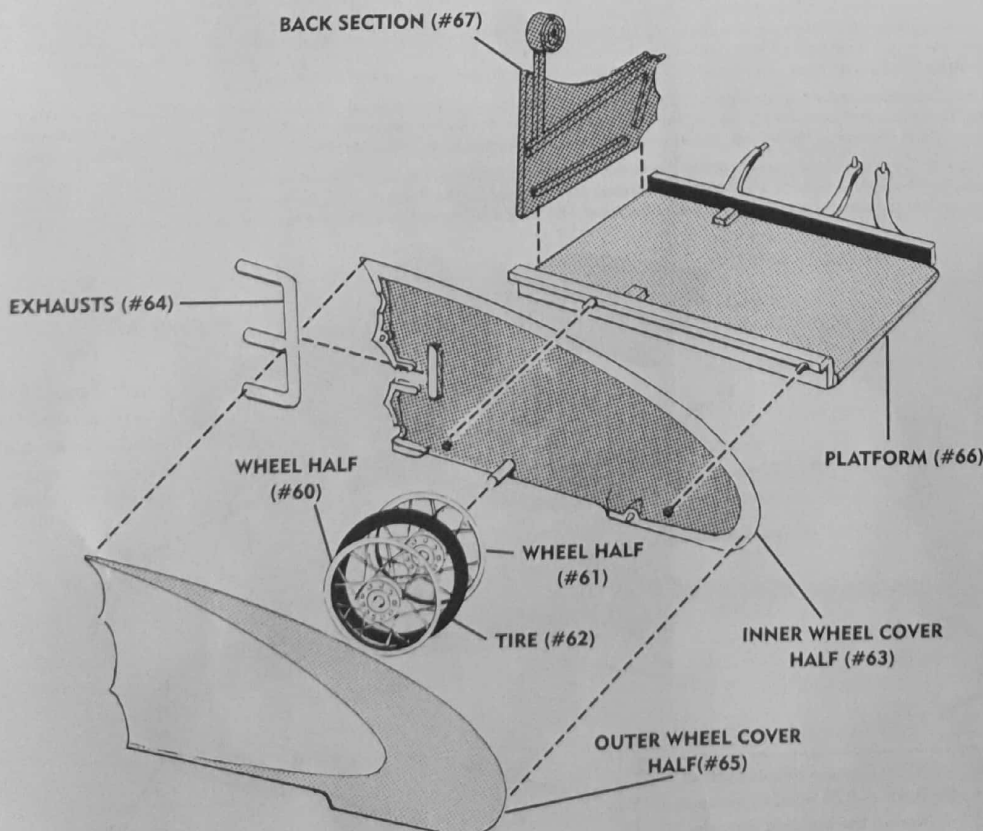 BACK SECTION (#67)
EXHAUSTS (#64)
PLATFORM (#66)
WHEEL HALF
(#60)
WHEEL HALF
(#61)
TIRE (#62)
INNER WHEEL COVER
HALF (#63)
OUTER WHEEL COVER
HALF(#65)